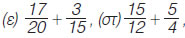 (ε) 17/20 + 3/15, (στ) 15/12 + 5/4,